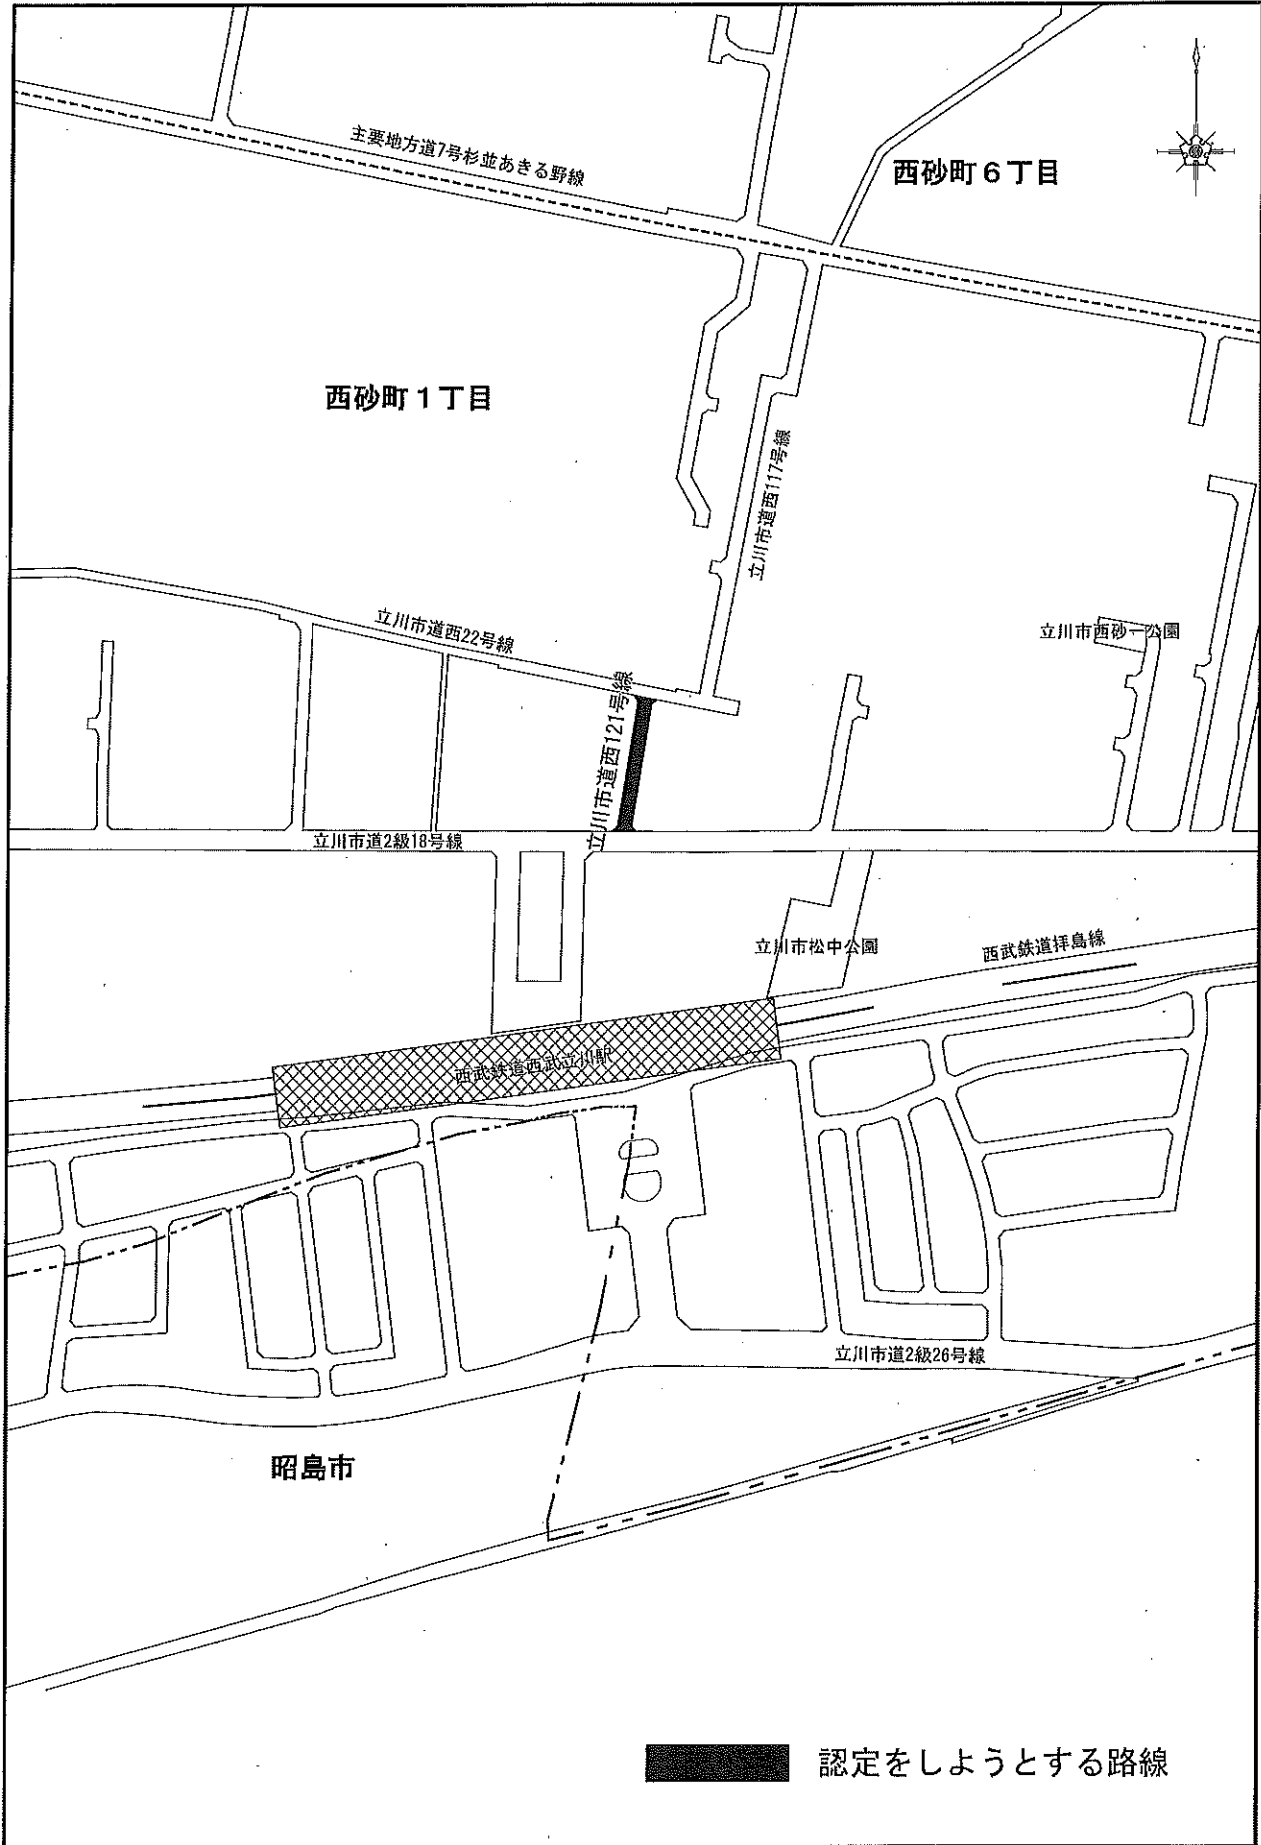 主要地方道7号杉並あきる野線
西砂町６丁目
西砂町１丁目
立川市道西117号線
立川市道西22号線
立川市西砂一公園
立川市道西121号線
立川市道2級18号線
立川市松中公園
西武鉄道拝島線
西武鉄道西武立川駅
立川市道2級26号線
昭島市
認定をしようとする路線